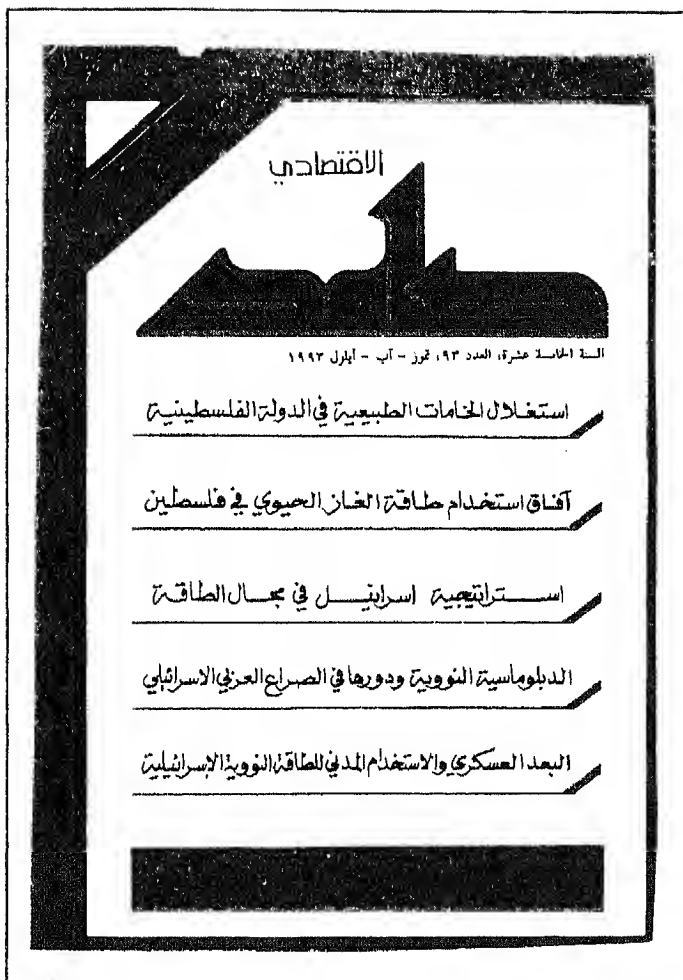 الاقتصادي
صامد
السنة الخامسة عشرة، العدد ٩٣، تموز - آب - أيلول ١٩٩٣
استغلال الخامات الطبيعية في الدولة الفلسطينية
آفاق استخدام طاقة الغاز الحيوي في فلسطين
استراتيجية اسرائيل في مجال الطاقة
الدبلوماسية النووية ودورها في الصراع العربي الاسرائيلي
البعد العسكري والاستخدام المدني للطاقة النووية الإسرائيلية